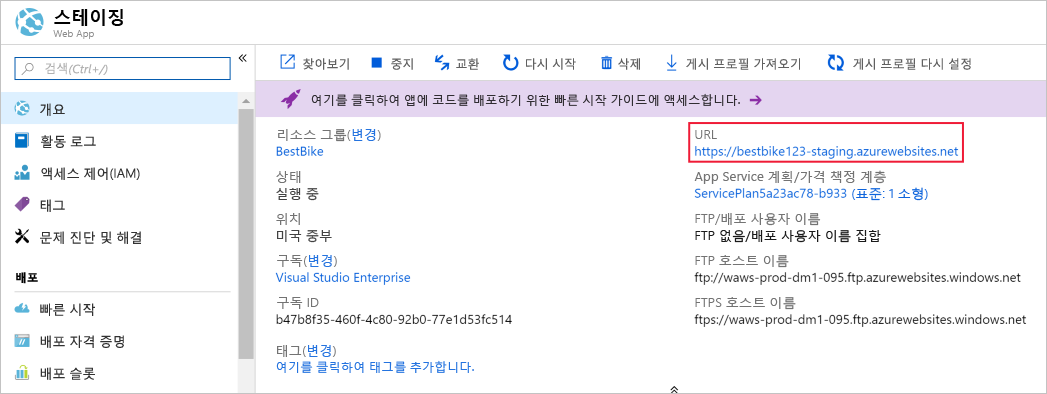 스테이징
Web App
검색(Ctrl+/)
개요
활동 로그
액세스 제어(IAM)
태그
문제 진단 및 해결
배포
빠른 시작
배포 자격 증명
배포 슬롯
찾아보기 중지 교환 다시 시작 삭제 게시 프로필 가져오기 게시 프로필 다시 설정
여기를 클릭하여 앱에 코드를 배포하기 위한 빠른 시작 가이드에 액세스합니다. →
리소스 그룹(변경)
BestBike
상태
실행 중
위치
미국 중부
구독(변경)
Visual Studio Enterprise
구독 ID
b47b8f35-460f-4c80-92b0-77e1d53fc514
태그(변경)
여기를 클릭하여 태그를 추가합니다.
URL
https://bestbike123-staging.azurewebsites.net
App Service 계획/가격 책정 계층
ServicePlan5a23ac78-b933 (표준: 1 소형)
FTP/배포 사용자 이름
FTP 없음/배포 사용자 이름 집합
FTP 호스트 이름
ftp://waws-prod-dm1-095.ftp.azurewebsites.windows.net
FTPS 호스트 이름
ftps://waws-prod-dm1-095.ftp.azurewebsites.windows.net